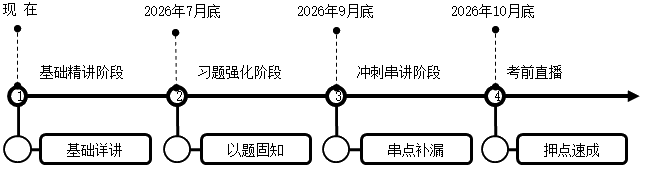 现 在 2026年7月底 2026年9月底 2026年10月底
基础精讲阶段 习题强化阶段 冲刺串讲阶段 考前直播
1 2 3 4
基础详讲 以题固知 串点补漏 押点速成